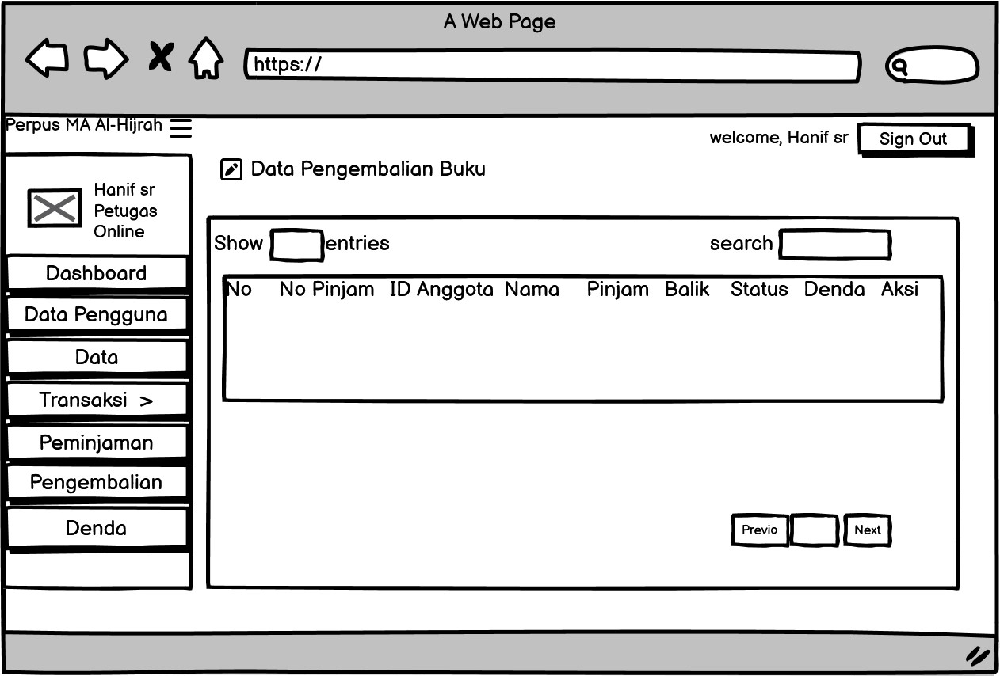 A Web Page
https://
Perpus MA Al-Hijrah
welcome, Hanif sr
Sign Out
Data Pengembalian Buku
Hanif sr
Petugas
Online
Dashboard
Data Pengguna
Data
Transaksi >
Peminjaman
Pengembalian
Denda
Show entries
search
No No Pinjam ID Anggota Nama Pinjam Balik Status Denda Aksi
Previo
Next